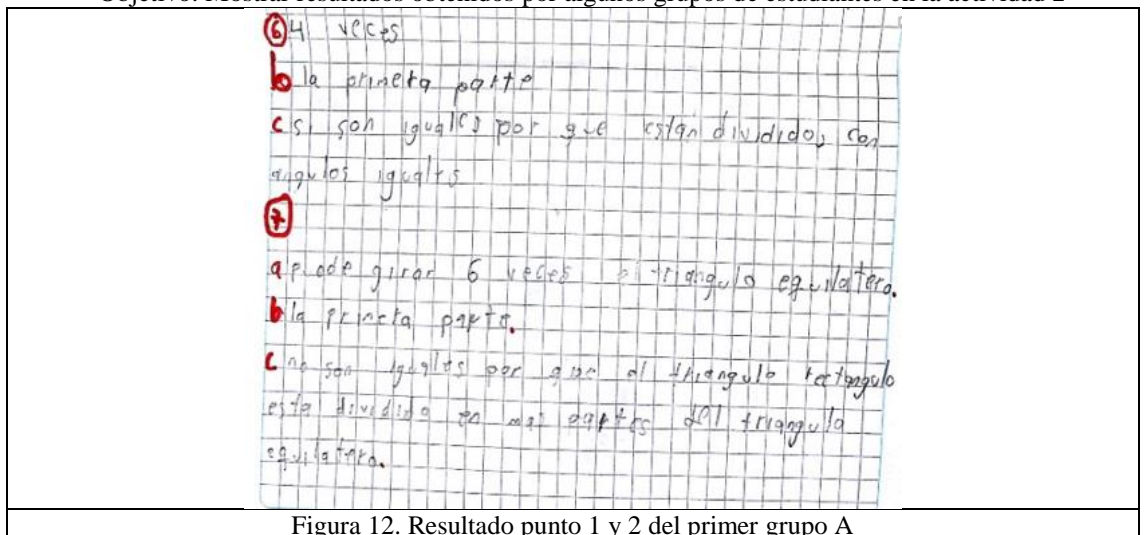 Objetivo: Mostrar resultados obtenidos por algunos grupos de estudiantes en la actividad 2
6 4 veces
b la primera parte
c si son iguales por que están divididos con
angulos iguales
7
a puede girar 6 veces el triangulo equilatero.
b la primera parte.
c no son iguales por que el triangulo rectangulo
esta dividido en mas partes del triangulo
equilatero.
Figura 12. Resultado punto 1 y 2 del primer grupo A